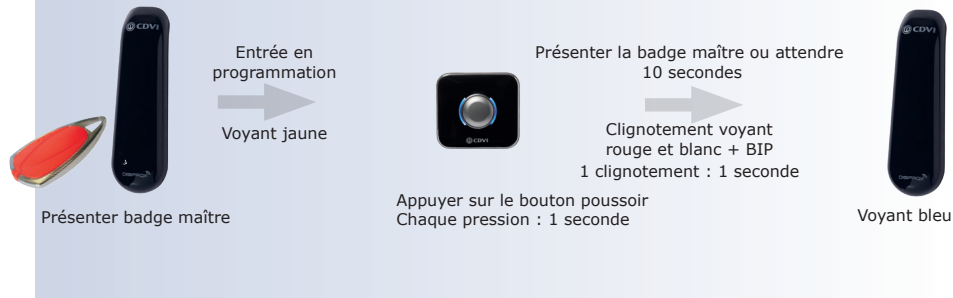 CDVI
DIGIPROX
Présenter badge maître
Entrée en
programmation
Voyant jaune
CDVI
Appuyer sur le bouton poussoir
Chaque pression : 1 seconde
Présenter la badge maître ou attendre
10 secondes
Clignotement voyant
rouge et blanc + BIP
1 clignotement : 1 seconde
CDVI
DIGIPROX
Voyant bleu